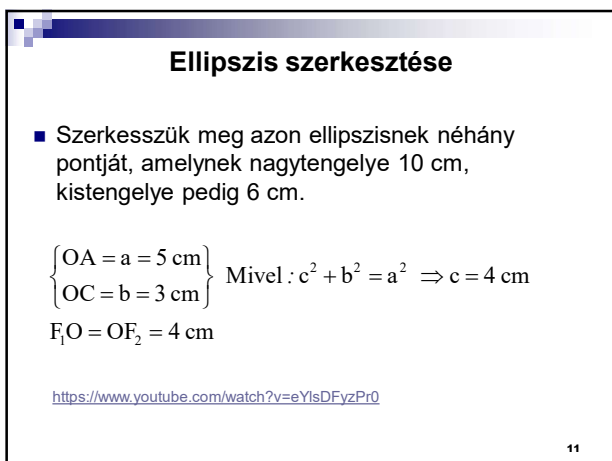 Ellipszis szerkesztése
Szerkesszük meg azon ellipszisnek néhány
pontját, amelynek nagytengelye 10 cm,
kistengelye pedig 6 cm.
{OA = a = 5 cm
OC = b = 3 cm} Mivel : c² + b² = a² ⇒ c = 4 cm
F₁O = OF₂ = 4 cm
https://www.youtube.com/watch?v=eYlsDFyzPr0
11